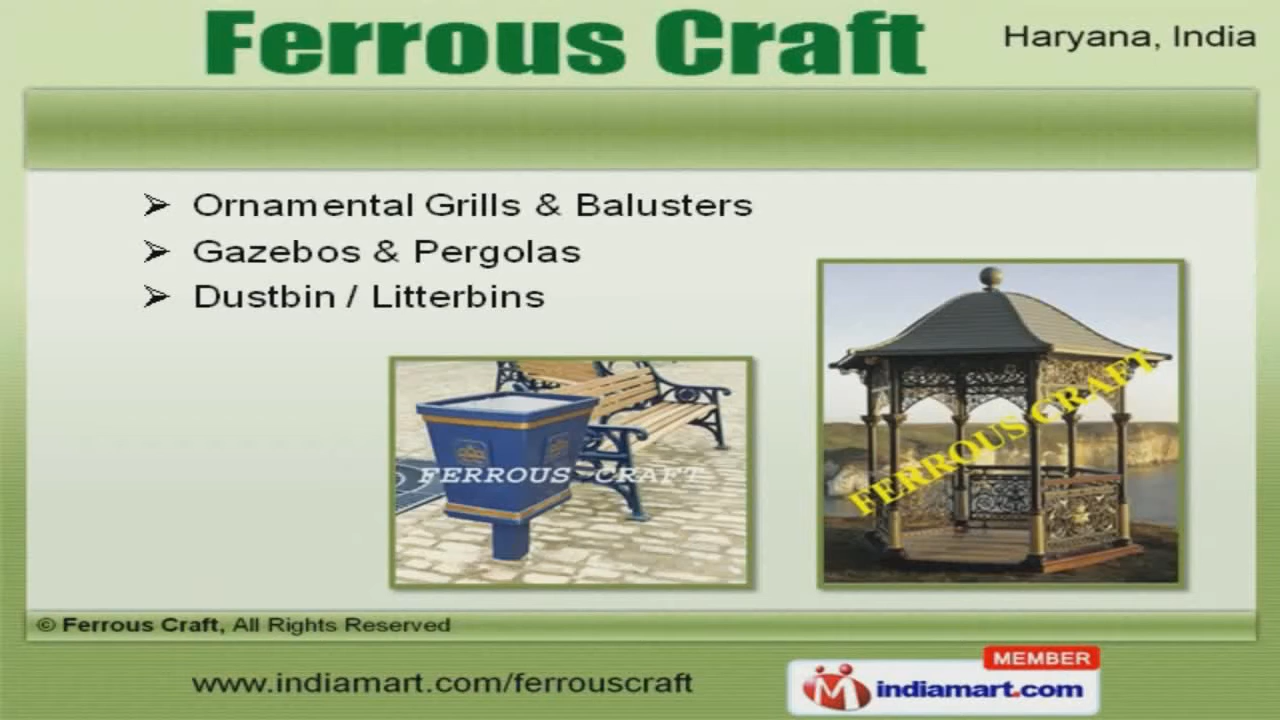 Ferrous Craft
Haryana, India
Ornamental Grills & Balusters
Gazebos & Pergolas
Dustbin / Litterbins
FERROUS CRAFT
FERROUS CRAFT
© Ferrous Craft, All Rights Reserved
www.indiamart.com/ferrouscraft
MEMBER
indiamart.com